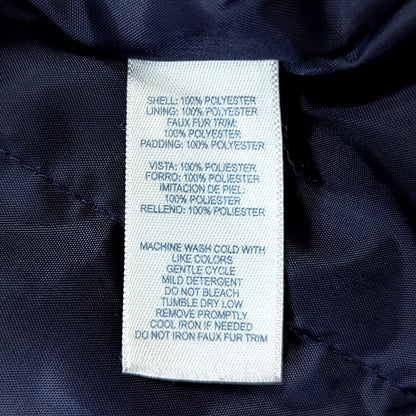 SHELL: 100% POLYESTER
LINING: 100% POLYESTER
FAUX FUR TRIM:
100% POLYESTER
PADDING: 100% POLYESTER
VISTA: 100% POLIESTER
FORRO: 100% POLIESTER
IMITACION DE PIEL:
100% POLIESTER
RELLENO: 100% POLIESTER
MACHINE WASH COLD WITH
LIKE COLORS
GENTLE CYCLE
MILD DETERGENT
DO NOT BLEACH
TUMBLE DRY LOW
REMOVE PROMPTLY
COOL IRON IF NEEDED
DO NOT IRON FAUX FUR TRIM